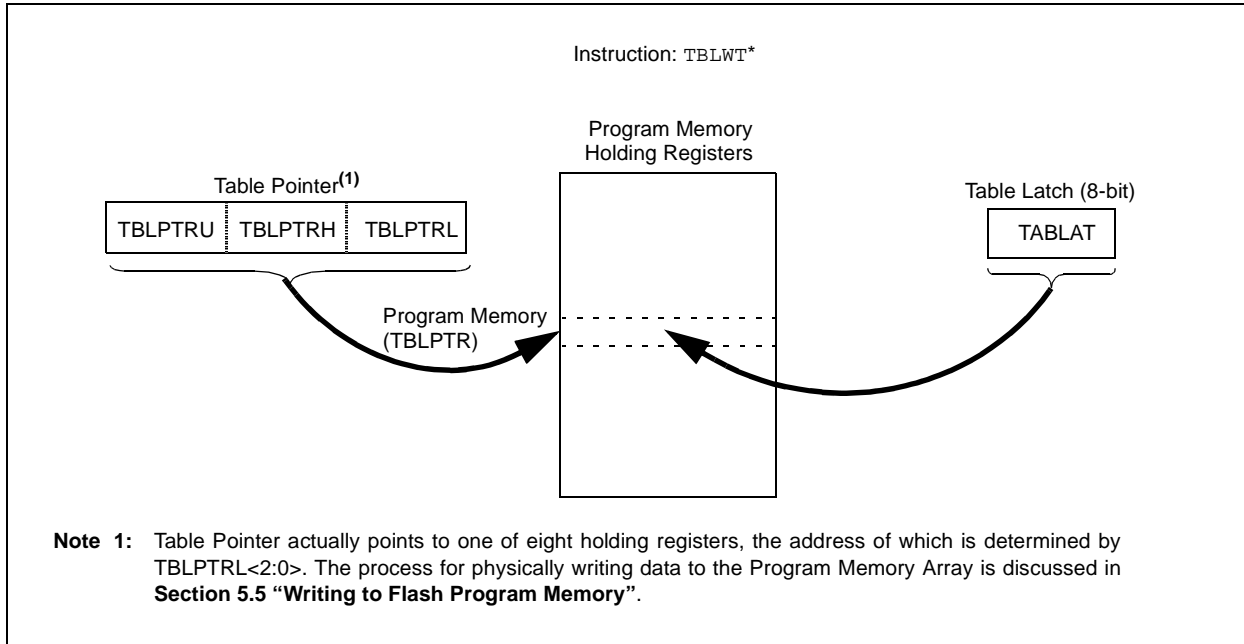 Instruction: TBLWT*
Program Memory
Holding Registers
Table Pointer(1)
Table Latch (8-bit)
TBLPTRU TBLPTRH TBLPTRL
TABLAT
Program Memory
(TBLPTR)
Note 1: Table Pointer actually points to one of eight holding registers, the address of which is determined by
TBLPTRL<2:0>. The process for physically writing data to the Program Memory Array is discussed in
Section 5.5 “Writing to Flash Program Memory”.